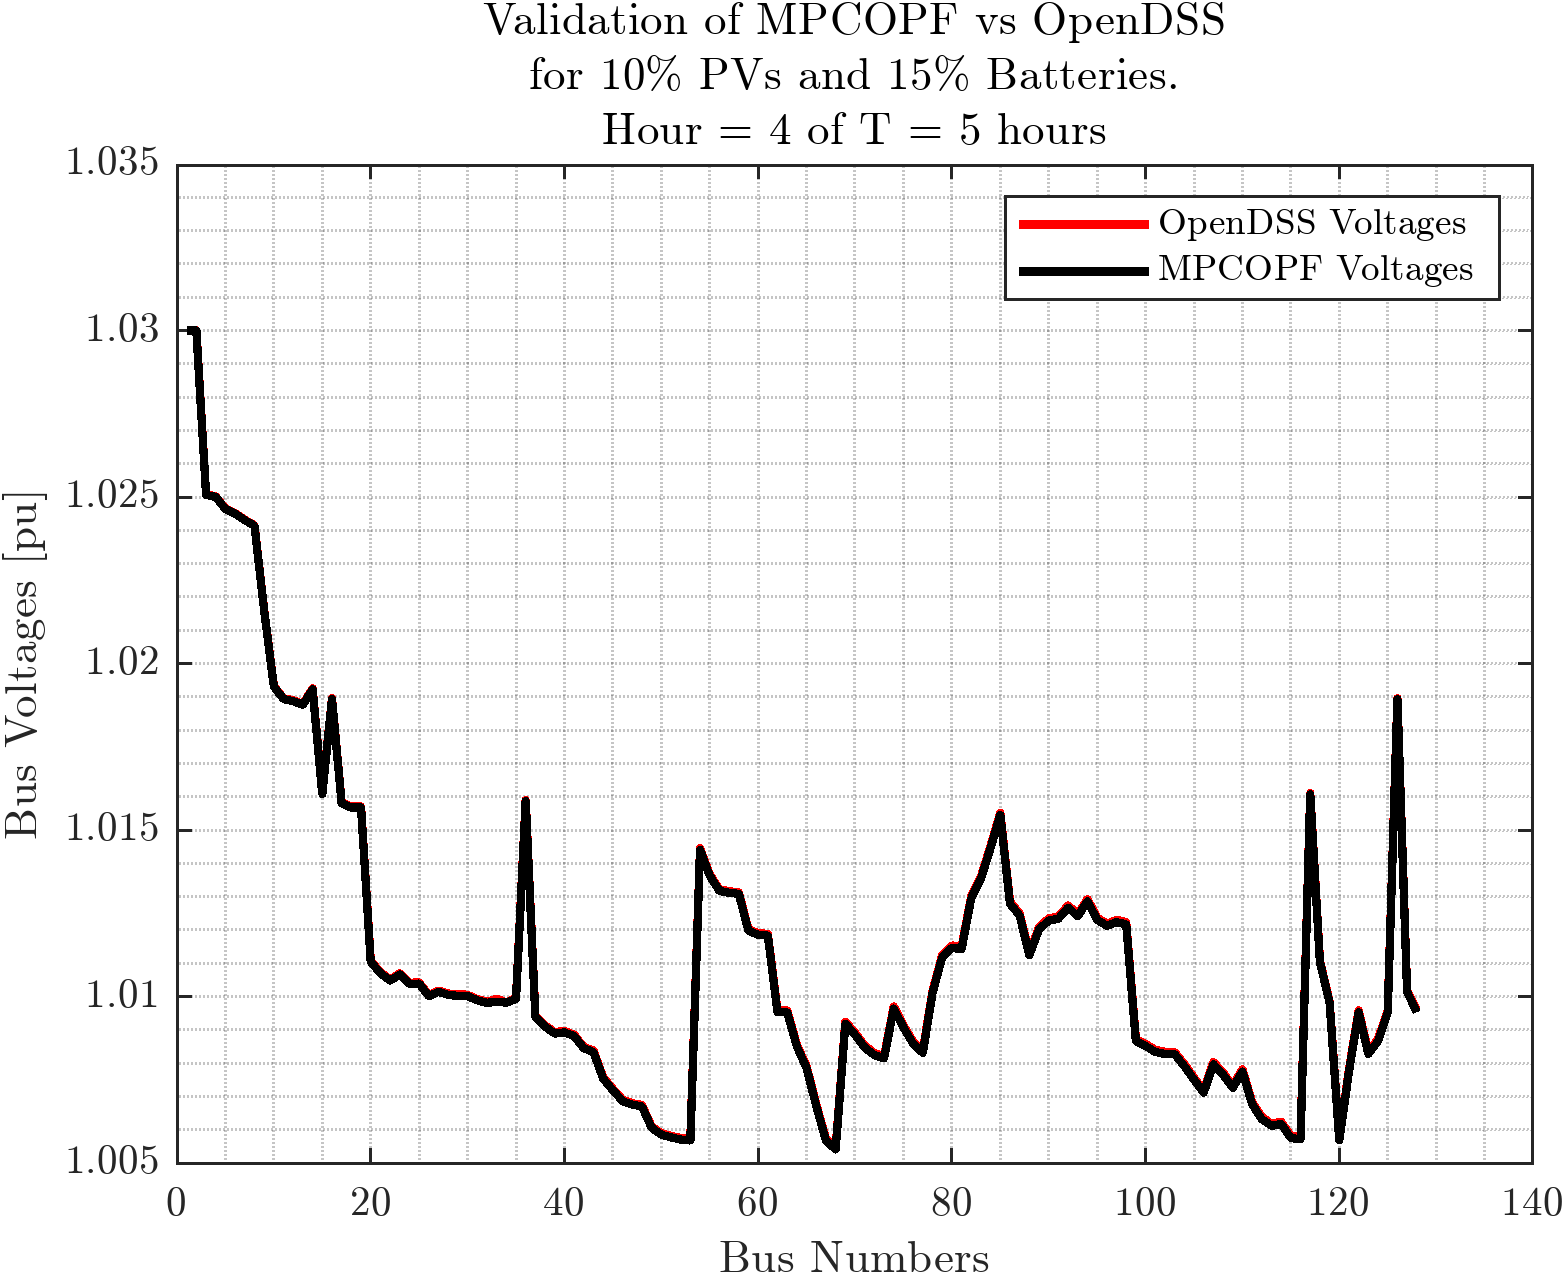 Validation of MPCOPF vs OpenDSS
for 10% PVs and 15% Batteries.
Hour = 4 of T = 5 hours
OpenDSS Voltages
MPCOPF Voltages
1.035
1.03
1.025
1.02
1.015
1.01
1.005
Bus Voltages [pu]
0 20 40 60 80 100 120 140
Bus Numbers